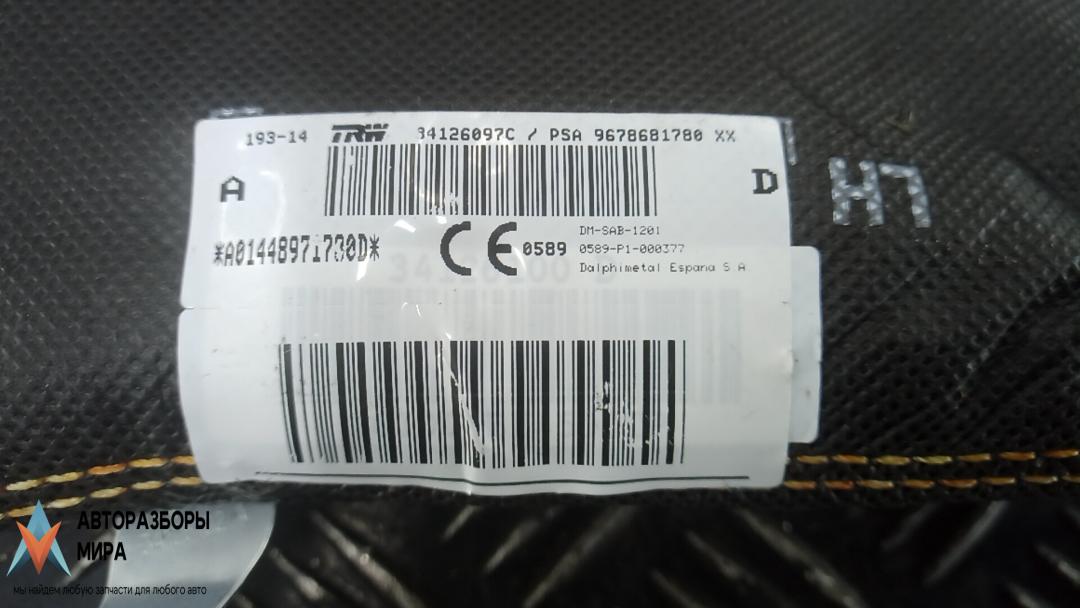 193-14 TRW 34126097C / PSA 9678681780 XX
A D
H7
DM-SAB-1201
0589 0589-P1-000377
Dalphimetal Espana S A
CE
АВТОРАЗБОРЫ
МИРА
мы найдем любую запчасти для любого авто